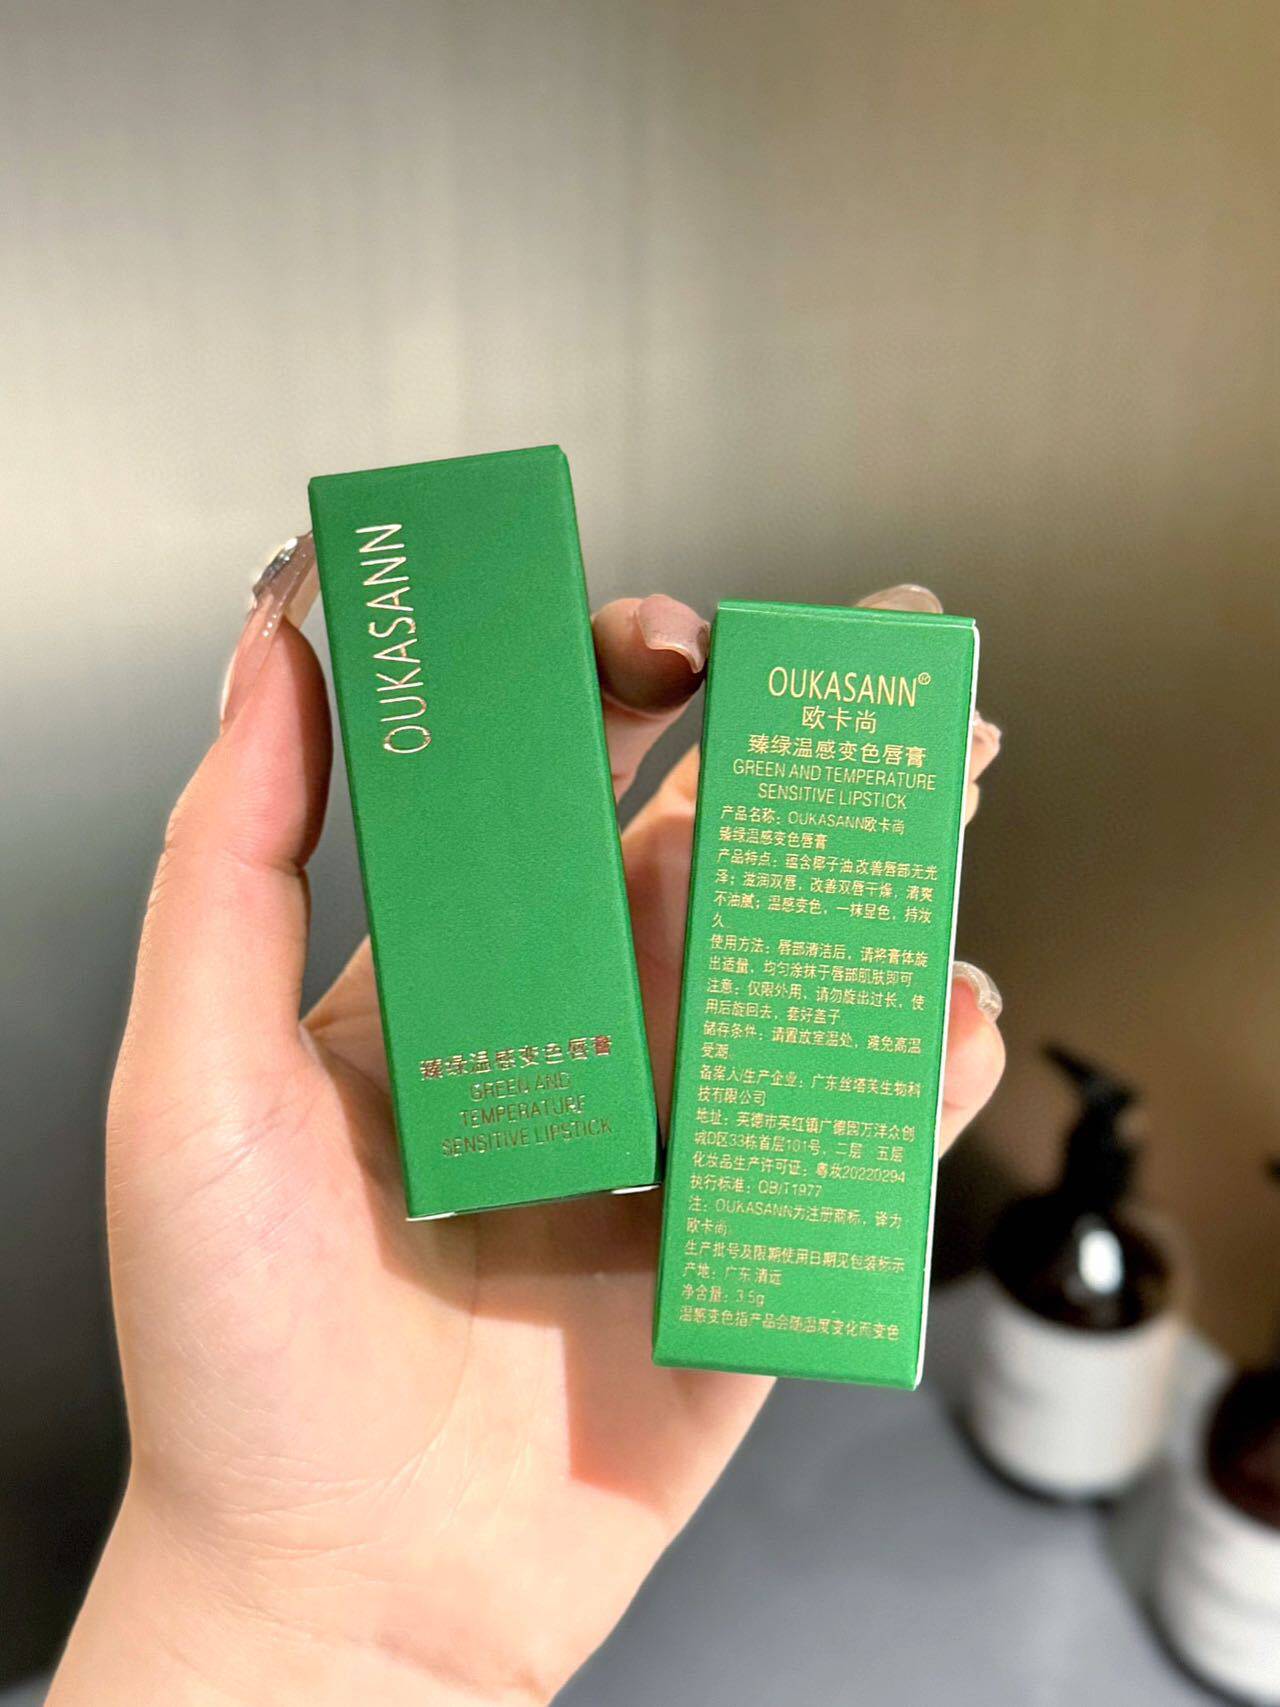 OUKASANN
臻绿温感变色唇膏
GREEN AND
TEMPERATURE
SENSITIVE LIPSTICK
OUKASANN®
欧卡尚
臻绿温感变色唇膏
GREEN AND TEMPERATURE
SENSITIVE LIPSTICK
产品名称：OUKASANN欧卡尚
臻绿温感变色唇膏
产品特点：蕴含椰子油改善唇部无光
泽；滋润双唇，改善双唇干燥，清爽
不油腻；温感变色，一抹显色，持妆
久。
使用方法：唇部清洁后，请将膏体旋
出适量，均匀涂抹于唇部肌肤即可
注意：仅限外用，请勿旋出过长，使
用后旋回去，套好盖子
储存条件：请置放室温处，避免高温
受潮。
备案人/生产企业：广东丝塔芙生物科
技有限公司
地址：英德市英红镇广德园万洋众创
城D区33栋首层101号，二层 五层
化妆品生产许可证：粤妆20220294
执行标准：QB/T1977
注：OUKASANN为注册商标，译为
欧卡尚
生产批号及限期使用日期见包装标示
产地：广东 清远
净含量：3.5g
温感变色指产品会随温度变化而变色